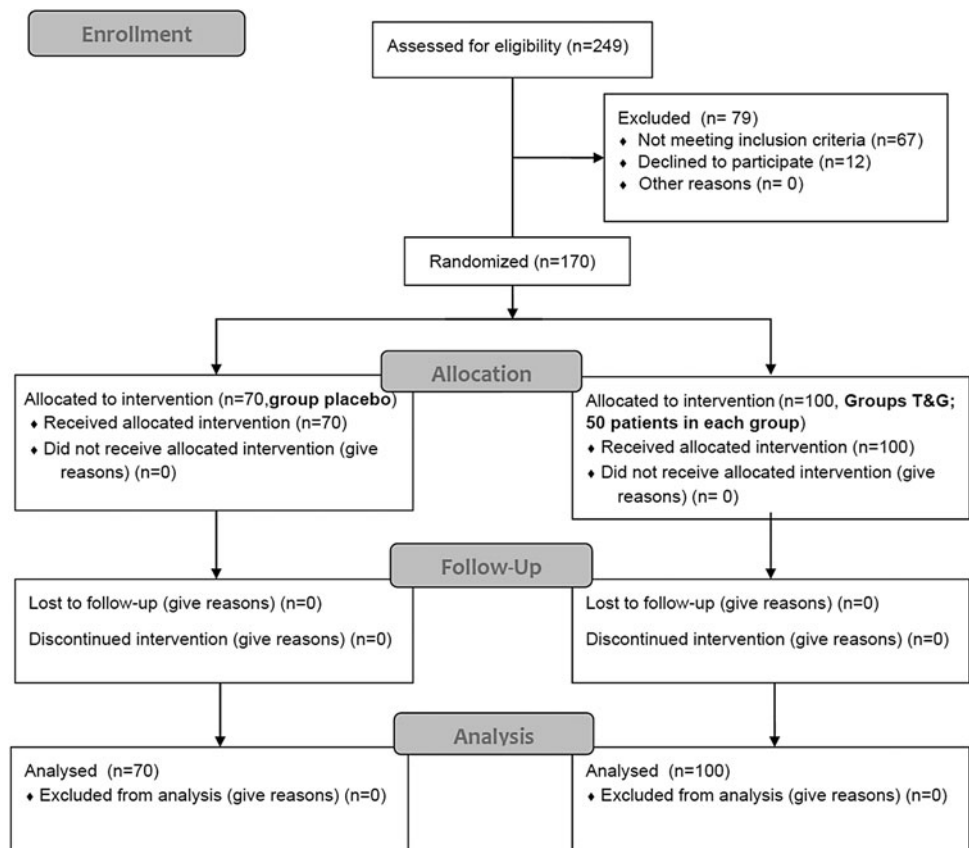 Enrollment
Assessed for eligibility (n=249)
Excluded (n= 79)
♦ Not meeting inclusion criteria (n=67)
♦ Declined to participate (n=12)
♦ Other reasons (n= 0)
Randomized (n=170)
Allocation
Allocated to intervention (n=70,group placebo)
♦ Received allocated intervention (n=70)
♦ Did not receive allocated intervention (give
reasons) (n=0)
Allocated to intervention (n=100, Groups T&G;
50 patients in each group)
♦ Received allocated intervention (n=100)
♦ Did not receive allocated intervention (give
reasons) (n= 0)
Follow-Up
Lost to follow-up (give reasons) (n=0)
Discontinued intervention (give reasons) (n=0)
Lost to follow-up (give reasons) (n=0)
Discontinued intervention (give reasons) (n=0)
Analysis
Analysed (n=70)
♦ Excluded from analysis (give reasons) (n=0)
Analysed (n=100)
♦ Excluded from analysis (give reasons) (n=0)